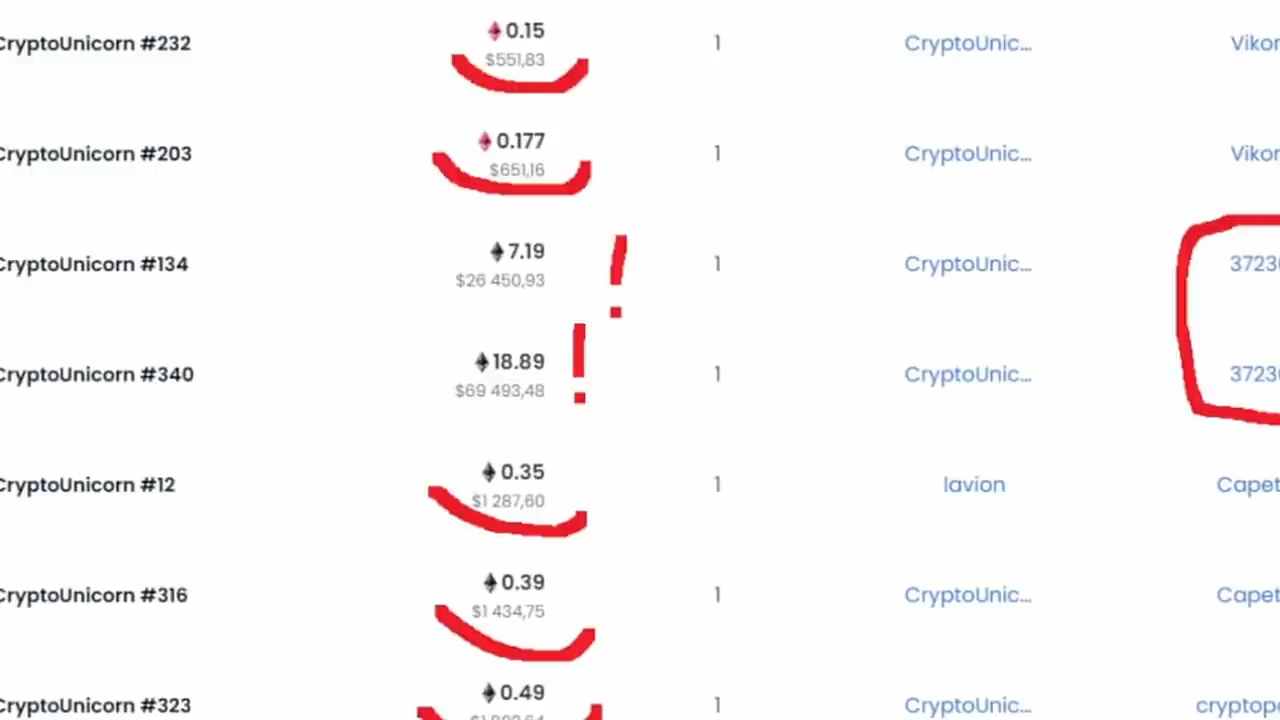 CryptoUnicorn #232 0.15 1 CryptoUnic... Vikor
$551,83
CryptoUnicorn #203 0.177 1 CryptoUnic... Vikor
$651,16
CryptoUnicorn #134 7.19 1 CryptoUnic... 37230
$26 450,93
CryptoUnicorn #340 18.89 1 CryptoUnic... 37230
$69 493,48
CryptoUnicorn #12 0.35 1 lavion Capet
$1 287,60
CryptoUnicorn #316 0.39 1 CryptoUnic... Capet
$1 434,75
CryptoUnicorn #323 0.49 1 CryptoUnic... cryptop